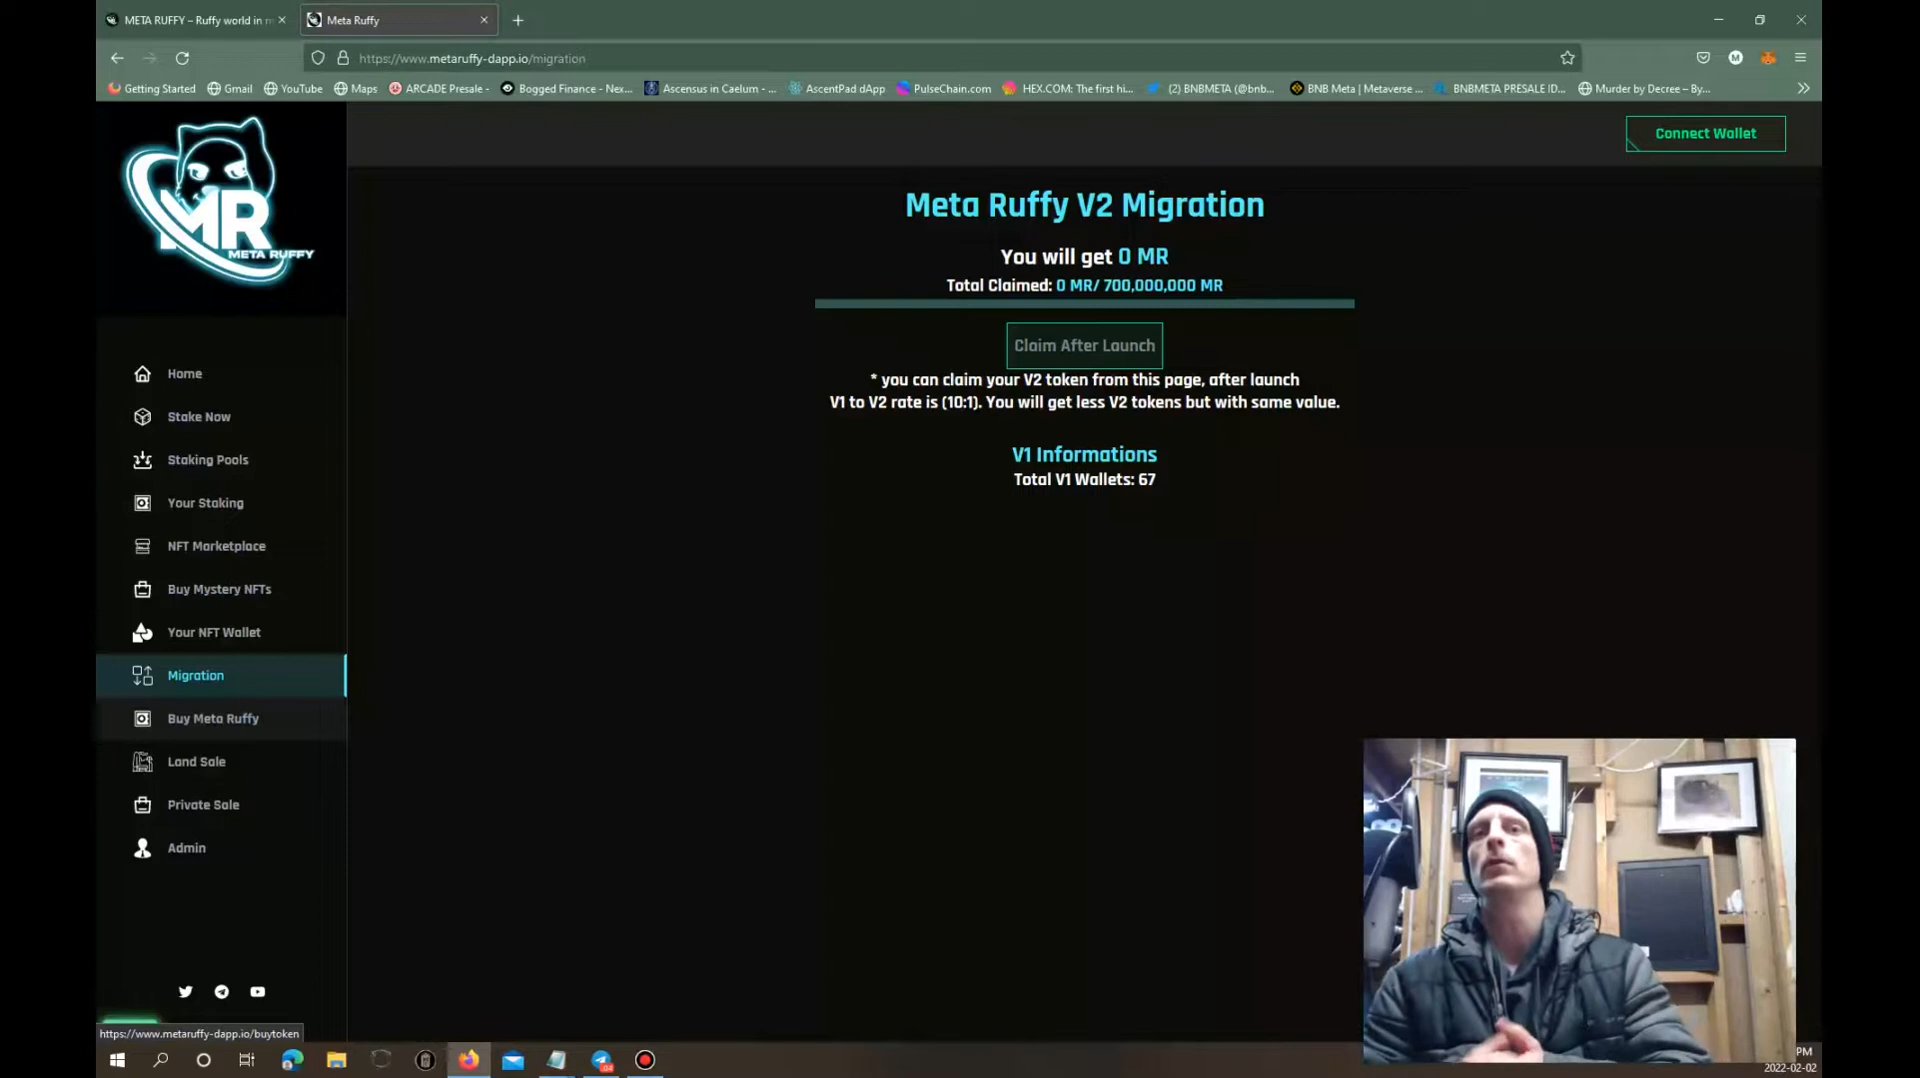 META RUFFY – Ruffy world in m
Meta Ruffy
https://www.metaruffy-dapp.io/migration
Getting Started
Gmail
YouTube
Maps
ARCADE Presale -
Bogged Finance - Nex...
Ascensus in Caelum - ...
AscentPad dApp
PulseChain.com
HEX.COM: The first hi...
(2) BNBMETA (@bnb...
BNB Meta | Metaverse ...
BNBMETA PRESALE ID...
Murder by Decree – By...
MR
META RUFFY
Connect Wallet
Meta Ruffy V2 Migration
You will get 0 MR
Total Claimed: 0 MR/ 700,000,000 MR
Claim After Launch
* you can claim your V2 token from this page, after launch
V1 to V2 rate is (10:1). You will get less V2 tokens but with same value.
V1 Informations
Total V1 Wallets: 67
Home
Stake Now
Staking Pools
Your Staking
NFT Marketplace
Buy Mystery NFTs
Your NFT Wallet
Migration
Buy Meta Ruffy
Land Sale
Private Sale
Admin
https://www.metaruffy-dapp.io/buytoken
PM
2022-02-02